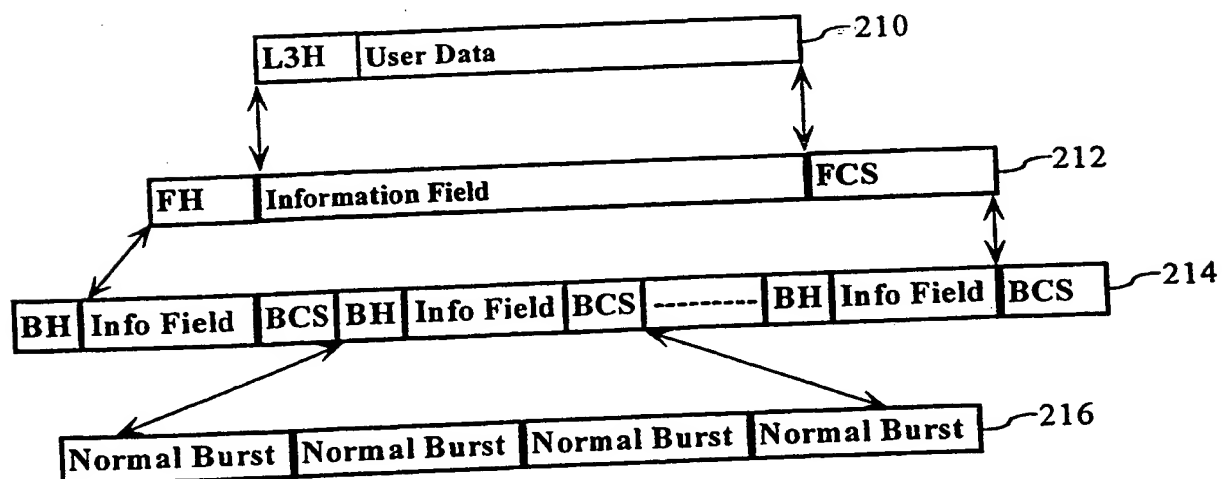 L3H User Data 210
FH Information Field FCS 212
BH Info Field BCS BH Info Field BCS --------- BH Info Field BCS 214
Normal Burst Normal Burst Normal Burst Normal Burst 216